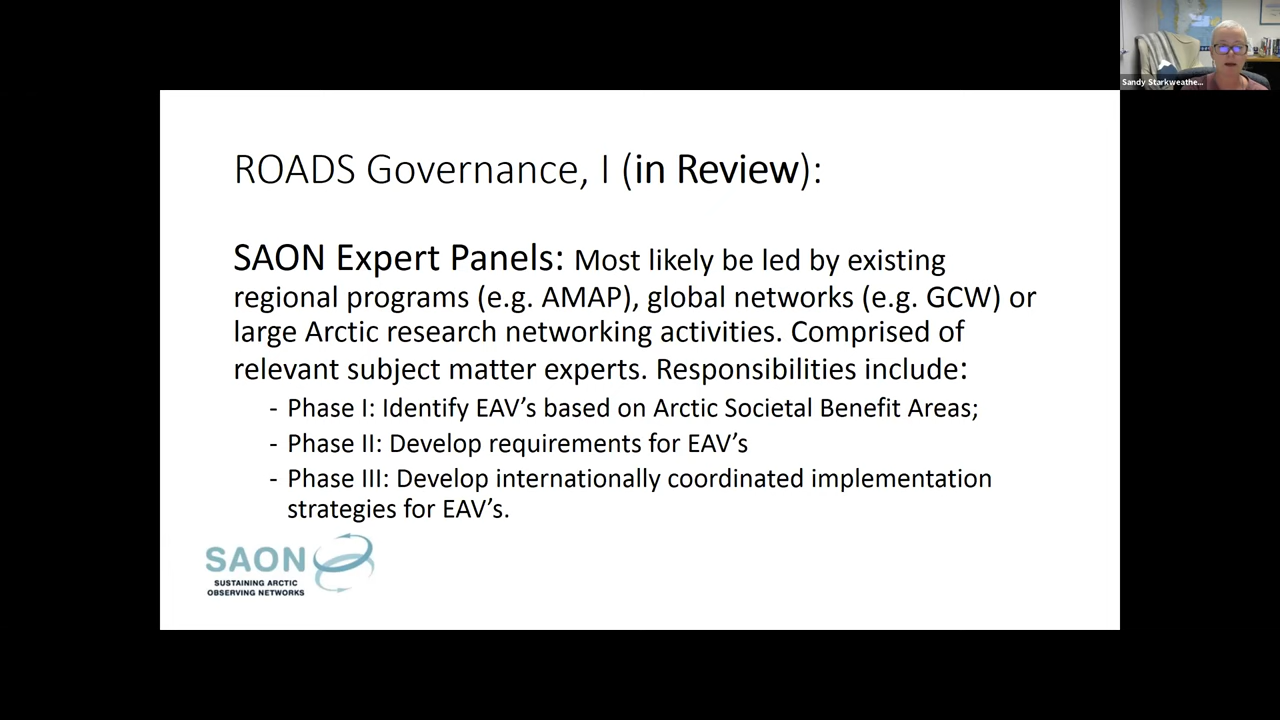 Sandy Starkweathe...
ROADS Governance, I (in Review):
SAON Expert Panels: Most likely be led by existing
regional programs (e.g. AMAP), global networks (e.g. GCW) or
large Arctic research networking activities. Comprised of
relevant subject matter experts. Responsibilities include:
- Phase I: Identify EAV’s based on Arctic Societal Benefit Areas;
- Phase II: Develop requirements for EAV’s
- Phase III: Develop internationally coordinated implementation
strategies for EAV’s.
SAON
SUSTAINING ARCTIC
OBSERVING NETWORKS